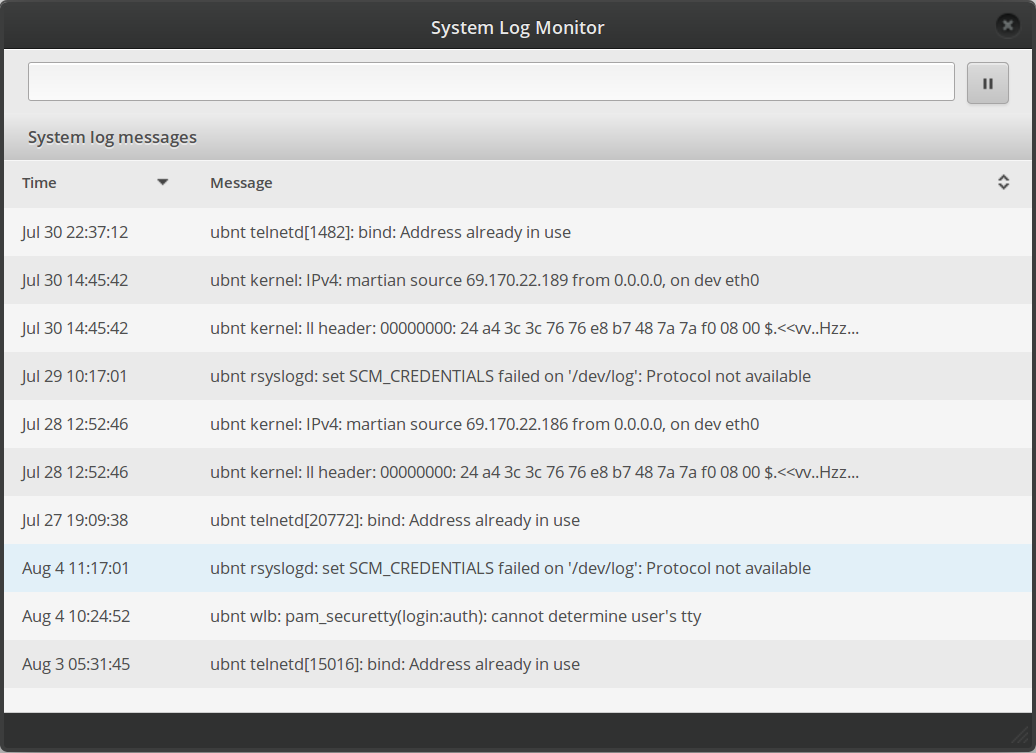 System Log Monitor
System log messages
Time Message
Jul 30 22:37:12 ubnt telnetd[1482]: bind: Address already in use
Jul 30 14:45:42 ubnt kernel: IPv4: martian source 69.170.22.189 from 0.0.0.0, on dev eth0
Jul 30 14:45:42 ubnt kernel: ll header: 00000000: 24 a4 3c 3c 76 76 e8 b7 48 7a 7a f0 08 00 $.<<vv..Hzz...
Jul 29 10:17:01 ubnt rsyslogd: set SCM_CREDENTIALS failed on '/dev/log': Protocol not available
Jul 28 12:52:46 ubnt kernel: IPv4: martian source 69.170.22.186 from 0.0.0.0, on dev eth0
Jul 28 12:52:46 ubnt kernel: ll header: 00000000: 24 a4 3c 3c 76 76 e8 b7 48 7a 7a f0 08 00 $.<<vv..Hzz...
Jul 27 19:09:38 ubnt telnetd[20772]: bind: Address already in use
Aug 4 11:17:01 ubnt rsyslogd: set SCM_CREDENTIALS failed on '/dev/log': Protocol not available
Aug 4 10:24:52 ubnt wlb: pam_securetty(login:auth): cannot determine user's tty
Aug 3 05:31:45 ubnt telnetd[15016]: bind: Address already in use